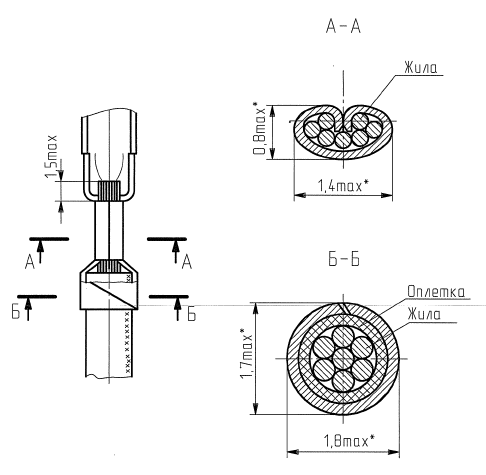 А-А
Жила
0,8max*
1,4max*
1,5max
А
А
Б
Б
Б-Б
Оплетка
Жила
1,7max*
1,8max*